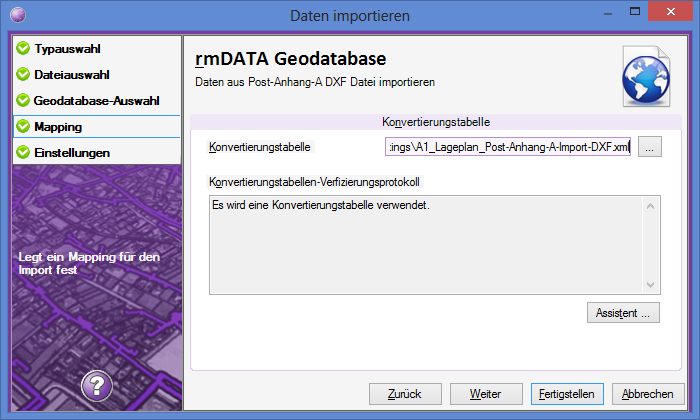 Daten importieren
Typauswahl
Dateiauswahl
Geodatabase-Auswahl
Mapping
Einstellungen
Legt ein Mapping für den
Import fest
?
rmDATA Geodatabase
Daten aus Post-Anhang-A DXF Datei importieren
Konvertierungstabelle
Konvertierungstabelle
:ings\A1_Lageplan_Post-Anhang-A-Import-DXF.xml
...
Konvertierungstabellen-Verfizierungsprotokoll
Es wird eine Konvertierungstabelle verwendet.
Assistent ...
Zurück
Weiter
Fertigstellen
Abbrechen